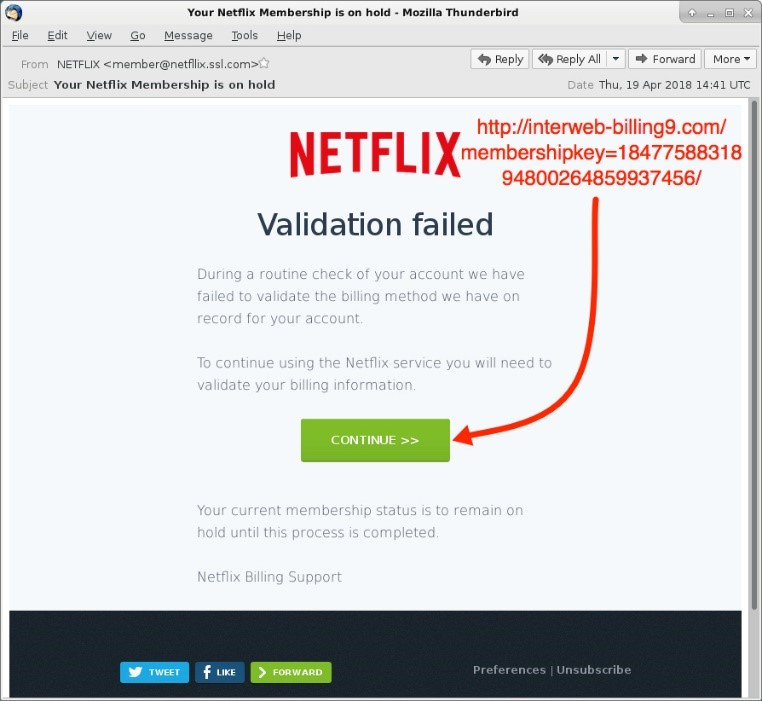 Your Netflix Membership is on hold - Mozilla Thunderbird
File Edit View Go Message Tools Help
From NETFLIX <member@netfllix.ssl.com> Reply Reply All Forward More
Subject Your Netflix Membership is on hold Date Thu, 19 Apr 2018 14:41 UTC
NETFLIX
http://interweb-billing9.com/
membershipkey=18477588318
94800264859937456/
Validation failed
During a routine check of your account we have
failed to validate the billing method we have on
record for your account.
To continue using the Netflix service you will need to
validate your billing information.
CONTINUE >>
Your current membership status is to remain on
hold until this process is completed.
Netflix Billing Support
TWEET LIKE FORWARD Preferences | Unsubscribe